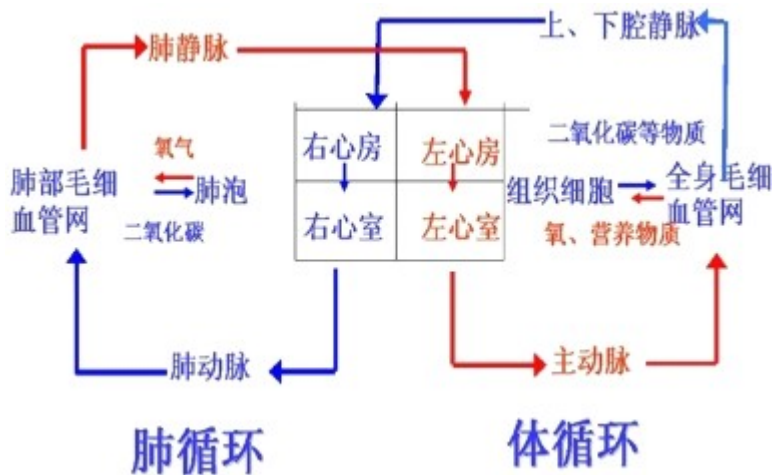 上、下腔静脉
肺静脉
二氧化碳等物质
氧气
右心房
左心房
肺部毛细
血管网
肺泡
组织细胞
全身毛细
血管网
二氧化碳
右心室
左心室
氧、营养物质
肺动脉
主动脉
肺循环
体循环